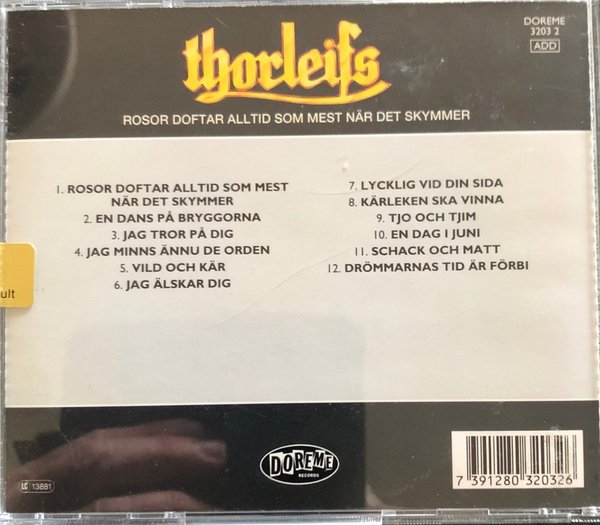 thorleifs
DOREME
3203 2
ADD
ROSOR DOFTAR ALLTID SOM MEST NÄR DET SKYMMER
1. ROSOR DOFTAR ALLTID SOM MEST
NÄR DET SKYMMER
2. EN DANS PÅ BRYGGORNA
3. JAG TROR PÅ DIG
4. JAG MINNS ÄNNU DE ORDEN
5. VILD OCH KÄR
6. JAG ÄLSKAR DIG
7. LYCKLIG VID DIN SIDA
8. KÄRLEKEN SKA VINNA
9. TJO OCH TJIM
10. EN DAG I JUNI
11. SCHACK OCH MATT
12. DRÖMMARNAS TID ÄR FÖRBI
ult
LC 13881
DOREME
RECORDS
7 391280 320326